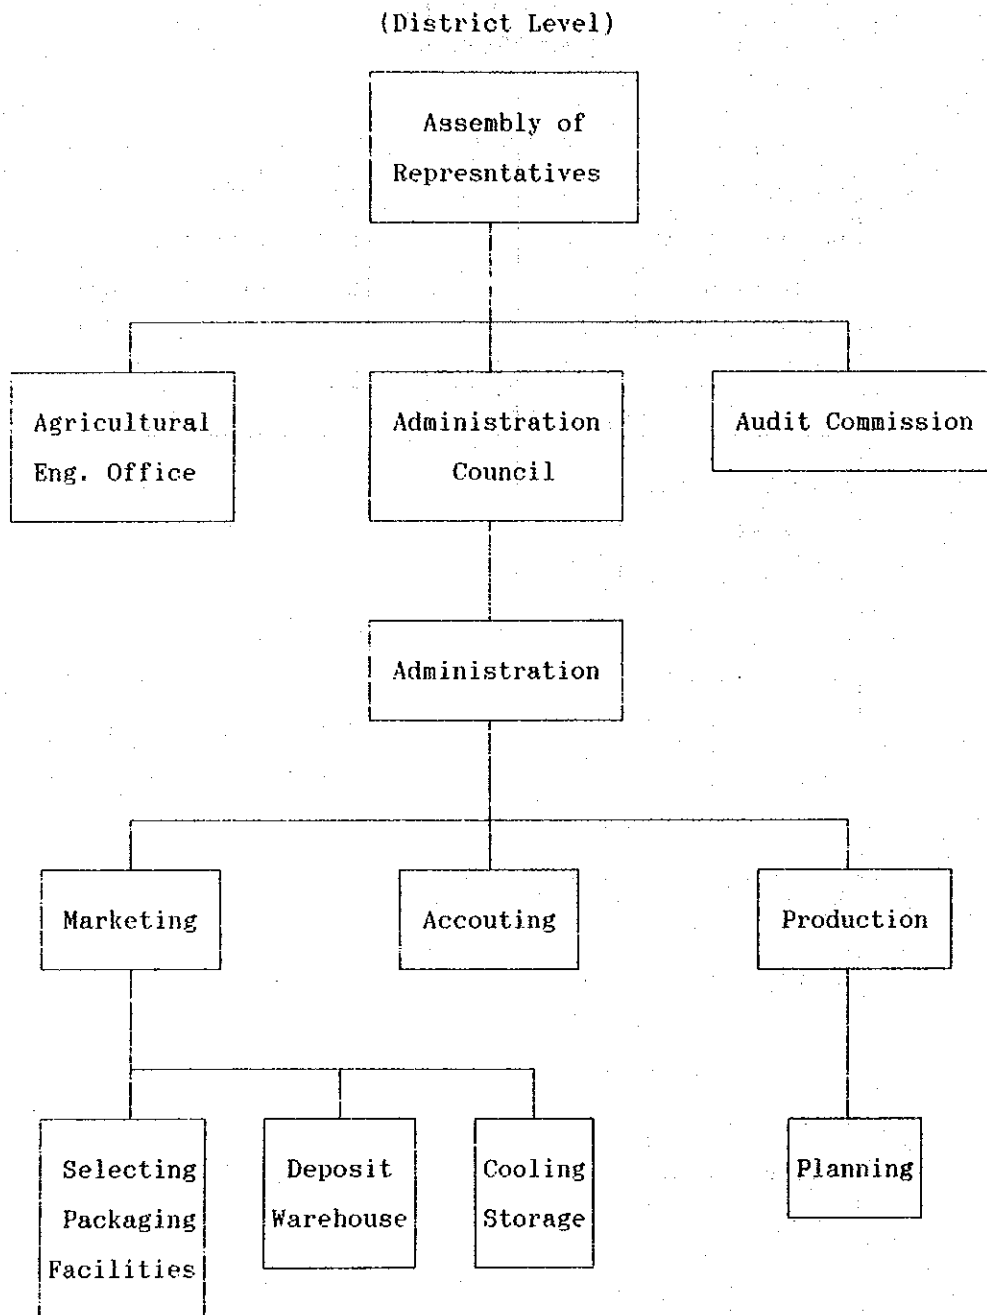 (District Level)
Assembly of
Represntatives
Agricultural
Eng. Office
Administration
Council
Audit Commission
Administration
Marketing
Accouting
Production
Selecting
Packaging
Facilities
Deposit
Warehouse
Cooling
Storage
Planning